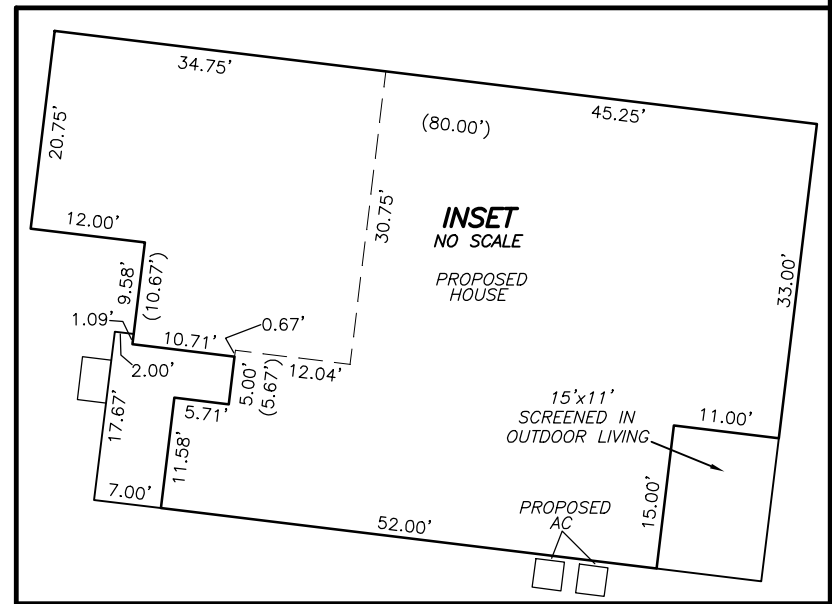 34.75'
45.25'
(80.00')
20.75'
30.75'
INSET
NO SCALE
12.00'
PROPOSED
HOUSE
33.00'
9.58'
(10.67')
1.09'
0.67'
10.71'
2.00'
12.04'
5.00'
(5.67')
17.67'
5.71'
15'x11'
SCREENED IN
OUTDOOR LIVING
11.00'
11.58'
7.00'
52.00'
PROPOSED
AC
15.00'